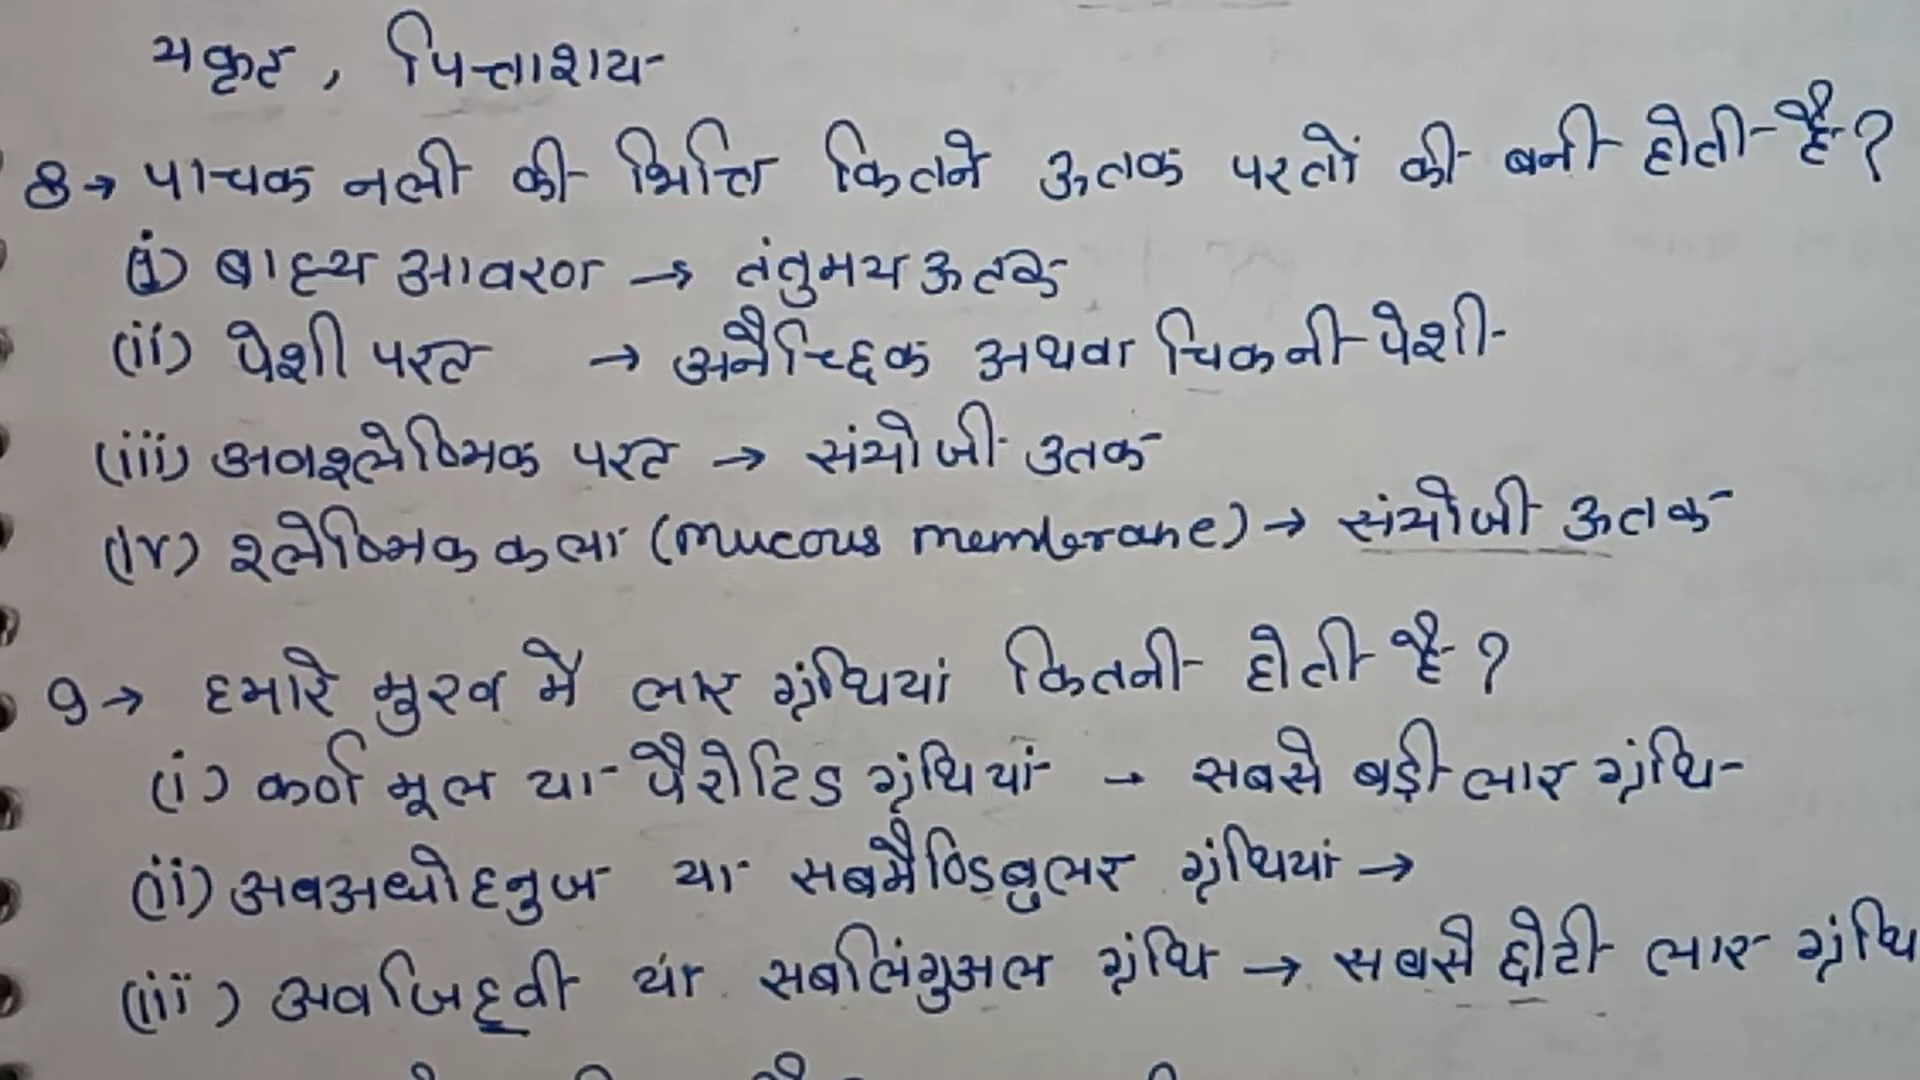 यकृत, पित्ताशय
8→ पाचक नली की भित्ति कितने ऊतक परतों की बनी होती है?
(i) बाह्य आवरण → तंतुमय ऊतक
(ii) पेशी परत → अनैच्छिक अथवा चिकनी पेशी
(iii) अवश्लेष्मिक परत → संयोजी उतक
(iv) श्लेष्मिक कला (mucous membrane) → संयोजी ऊतक
9→ हमारे मुख में लार ग्रंथियां कितनी होती है?
(i) कर्ण मूल या पैरोटिड ग्रंथियां - सबसे बड़ी लार ग्रंथि
(ii) अवअधोहनुज या सबमैण्डिबुलर ग्रंथियां →
(iii) अवजिह्वी या सबलिंगुअल ग्रंथि → सबसे छोटी लार ग्रंथि